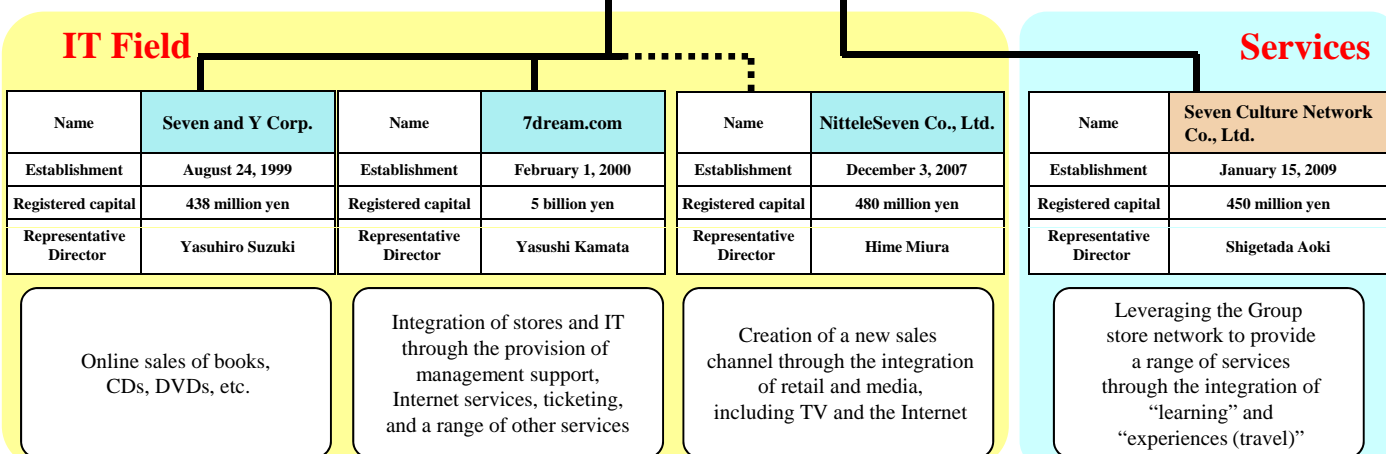 IT Field
Services
Name
Seven and Y Corp.
Establishment
August 24, 1999
Registered capital
438 million yen
Representative
Director
Yasuhiro Suzuki
Online sales of books,
CDs, DVDs, etc.
Name
7dream.com
Establishment
February 1, 2000
Registered capital
5 billion yen
Representative
Director
Yasushi Kamata
Integration of stores and IT
through the provision of
management support,
Internet services, ticketing,
and a range of other services
Name
NitteleSeven Co., Ltd.
Establishment
December 3, 2007
Registered capital
480 million yen
Representative
Director
Hime Miura
Creation of a new sales
channel through the integration
of retail and media,
including TV and the Internet
Name
Seven Culture Network
Co., Ltd.
Establishment
January 15, 2009
Registered capital
450 million yen
Representative
Director
Shigetada Aoki
Leveraging the Group
store network to provide
a range of services
through the integration of
“learning” and
“experiences (travel)”